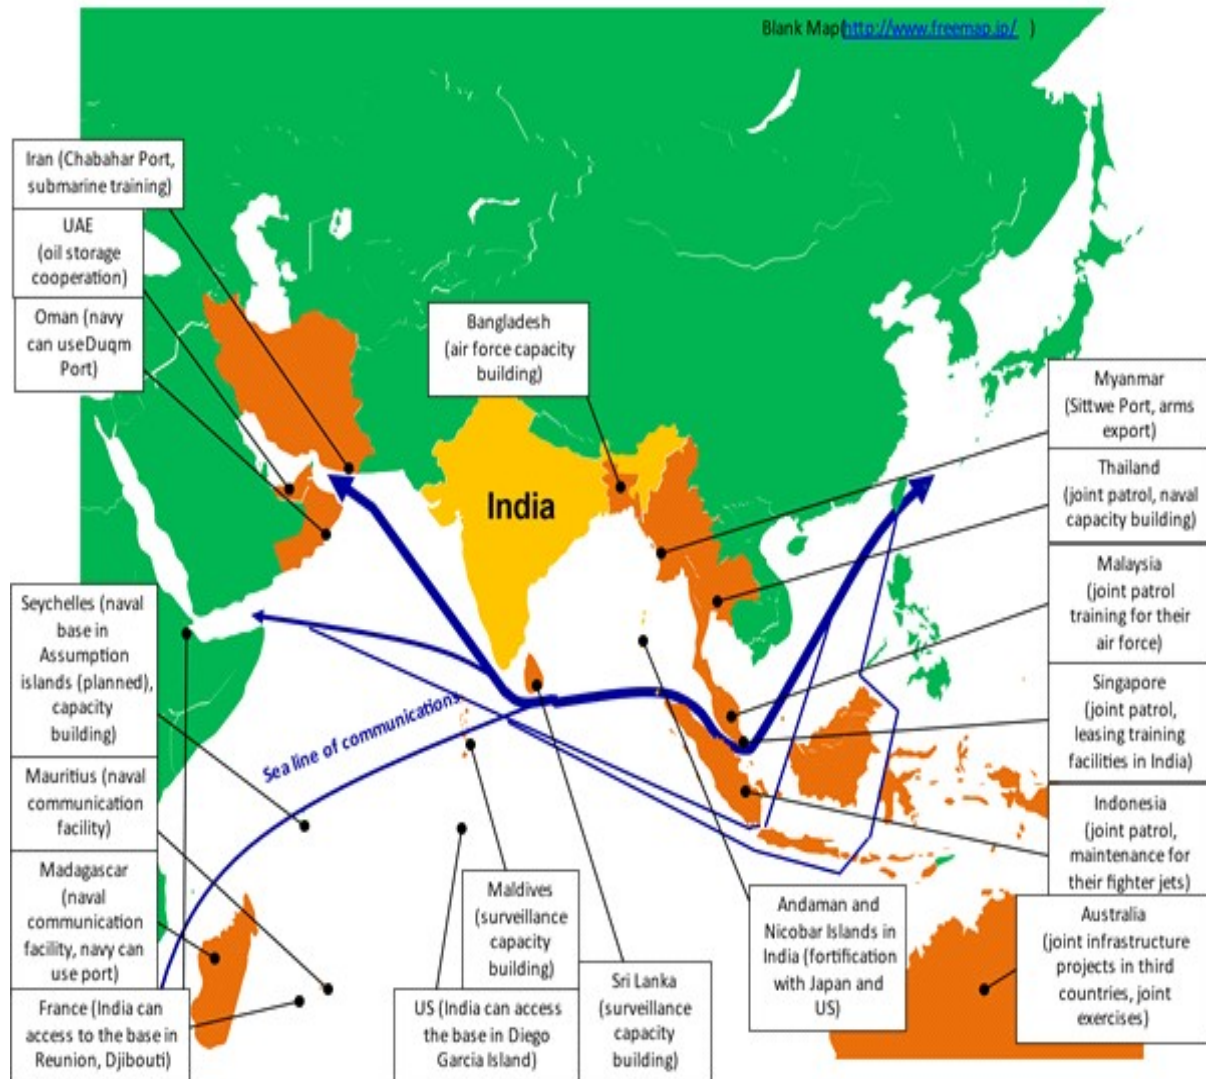 Blank Map(http://www.freemap.jp/ )
Iran (Chabahar Port,
submarine training)
UAE
(oil storage
cooperation)
Oman (navy
can use Duqm
Port)
Bangladesh
(air force capacity
building)
Myanmar
(Sittwe Port, arms
export)
Thailand
(joint patrol, naval
capacity building)
India
Malaysia
(joint patrol
training for their
air force)
Seychelles (naval
base in
Assumption
islands (planned),
capacity
building)
Sea line of communications
Singapore
(joint patrol,
leasing training
facilities in India)
Mauritius (naval
communication
facility)
Indonesia
(joint patrol,
maintenance for
their fighter jets)
Madagascar
(naval
communication
facility, navy can
use port)
Maldives
(surveillance
capacity
building)
Andaman and
Nicobar Islands in
India (fortification
with Japan and
US)
Australia
(joint infrastructure
projects in third
countries, joint
exercises)
France (India can
access to the base in
Reunion, Djibouti)
US (India can access
the base in Diego
Garcia Island)
Sri Lanka
(surveillance
capacity
building)